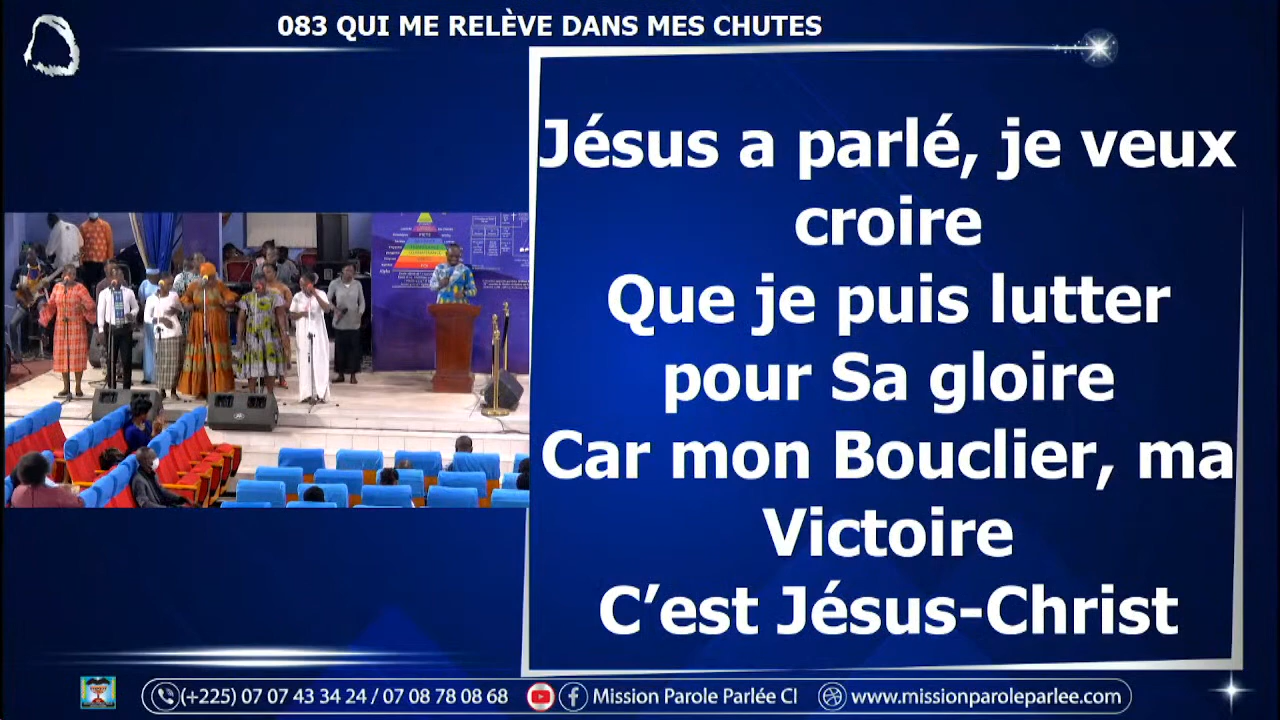 083 QUI ME RELÈVE DANS MES CHUTES
Jésus a parlé, je veux
croire
Que je puis lutter
pour Sa gloire
Car mon Bouclier, ma
Victoire
C’est Jésus-Christ
(+225) 07 07 43 34 24 / 07 08 78 08 68 Mission Parole Parlée CI www.missionparoleparlee.com